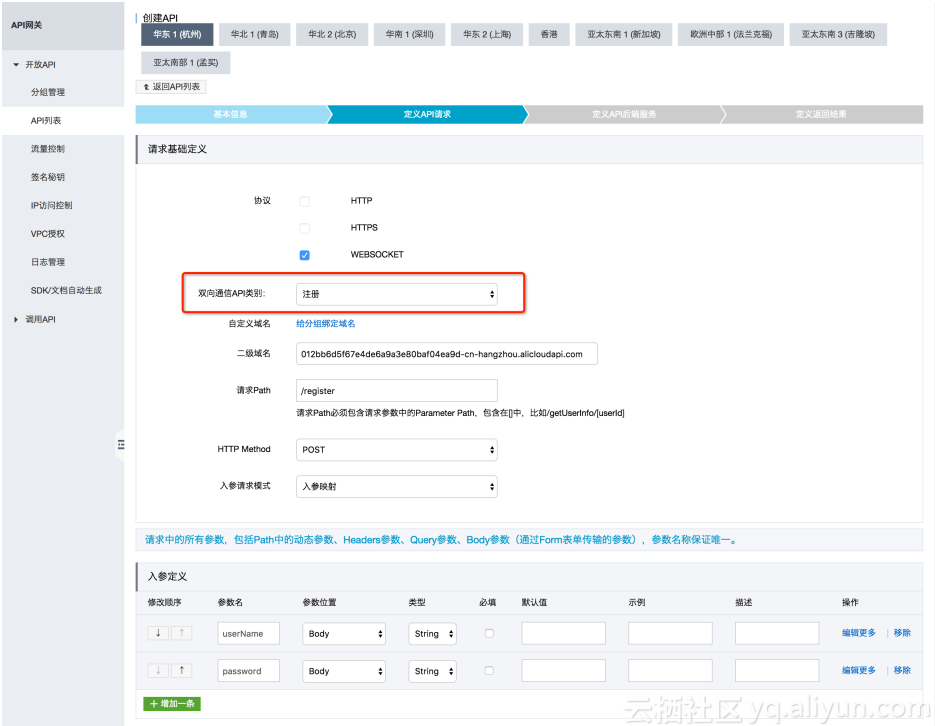 API网关
开放API
分组管理
API列表
流量控制
签名秘钥
IP访问控制
VPC授权
日志管理
SDK/文档自动生成
调用API
创建API
华东 1 (杭州) 华北 1 (青岛) 华北 2 (北京) 华南 1 (深圳) 华东 2 (上海) 香港 亚太东南 1 (新加坡) 欧洲中部 1 (法兰克福) 亚太东南 3 (吉隆坡)
亚太南部 1 (孟买)
返回API列表
基本信息 定义API请求 定义API后端服务 定义返回结果
请求基础定义
协议 HTTP
HTTPS
WEBSOCKET
双向通信API类别: 注册
自定义域名 给分组绑定域名
二级域名 012bb6d5f67e4de6a9a3e80baf04ea9d-cn-hangzhou.alicloudapi.com
请求Path /register
请求Path必须包含请求参数中的Parameter Path，包含在[]中，比如/getUserInfo/[userId]
HTTP Method POST
入参请求模式 入参映射
请求中的所有参数，包括Path中的动态参数、Headers参数、Query参数、Body参数（通过Form表单传输的参数），参数名称保证唯一。
入参定义
修改顺序 参数名 参数位置 类型 必填 默认值 示例 描述 操作
↓ ↑ userName Body String 编辑更多 | 移除
↓ ↑ password Body String 编辑更多 | 移除
+ 增加一条
云栖社区 yq.aliyun.com